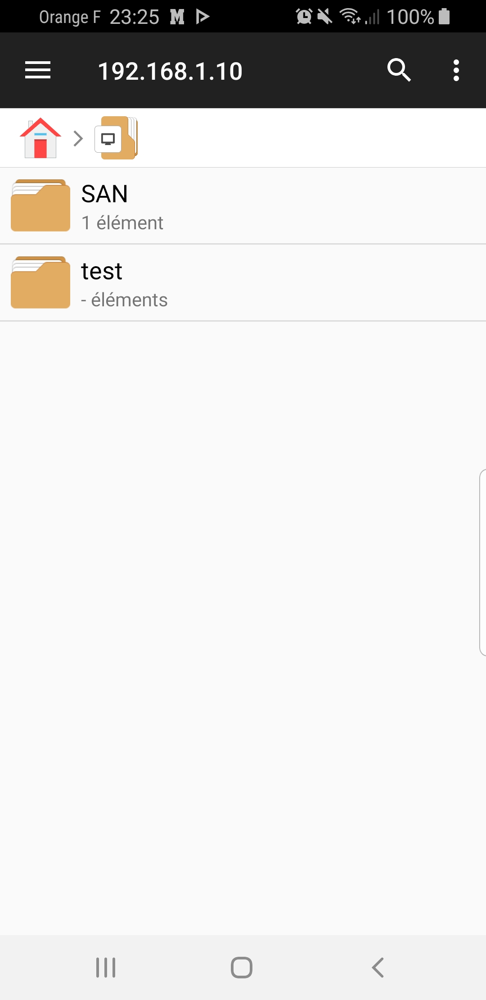 Orange F 23:25 100%
192.168.1.10
SAN
1 élément
test
- éléments